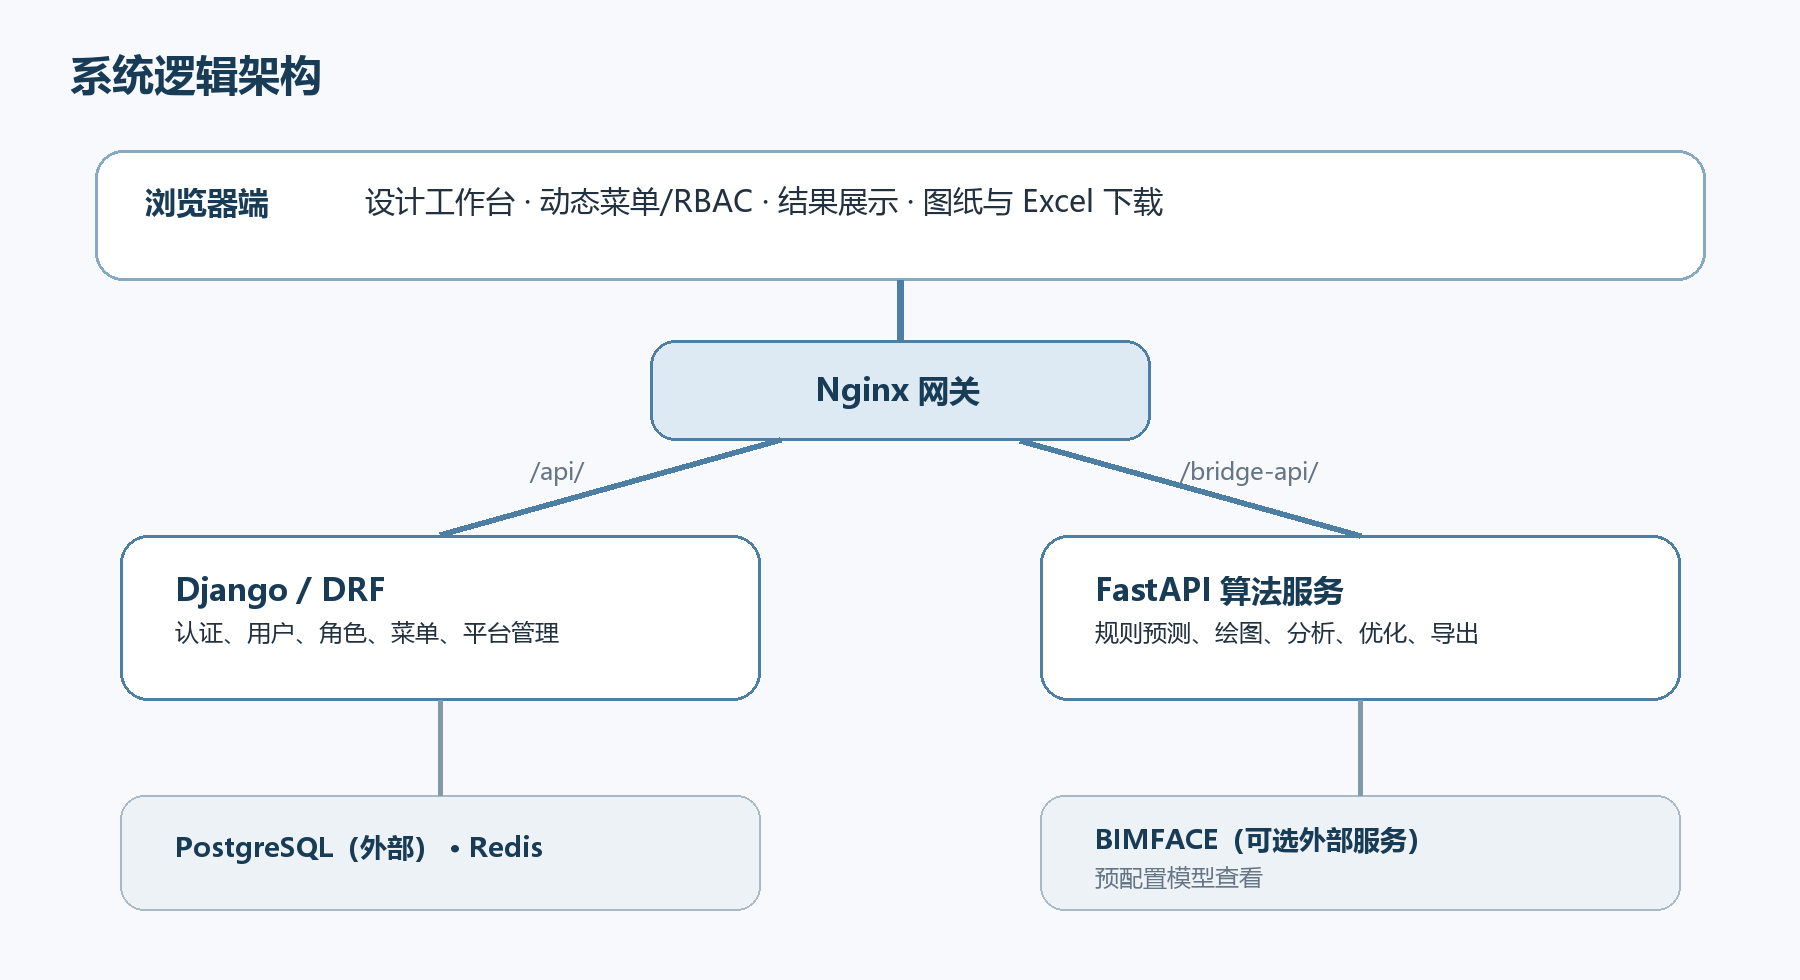 系统逻辑架构
浏览器端 设计工作台 · 动态菜单/RBAC · 结果展示 · 图纸与 Excel 下载
Nginx 网关
/api/
/bridge-api/
Django / DRF
认证、用户、角色、菜单、平台管理
FastAPI 算法服务
规则预测、绘图、分析、优化、导出
PostgreSQL（外部） • Redis
BIMFACE（可选外部服务）
预配置模型查看